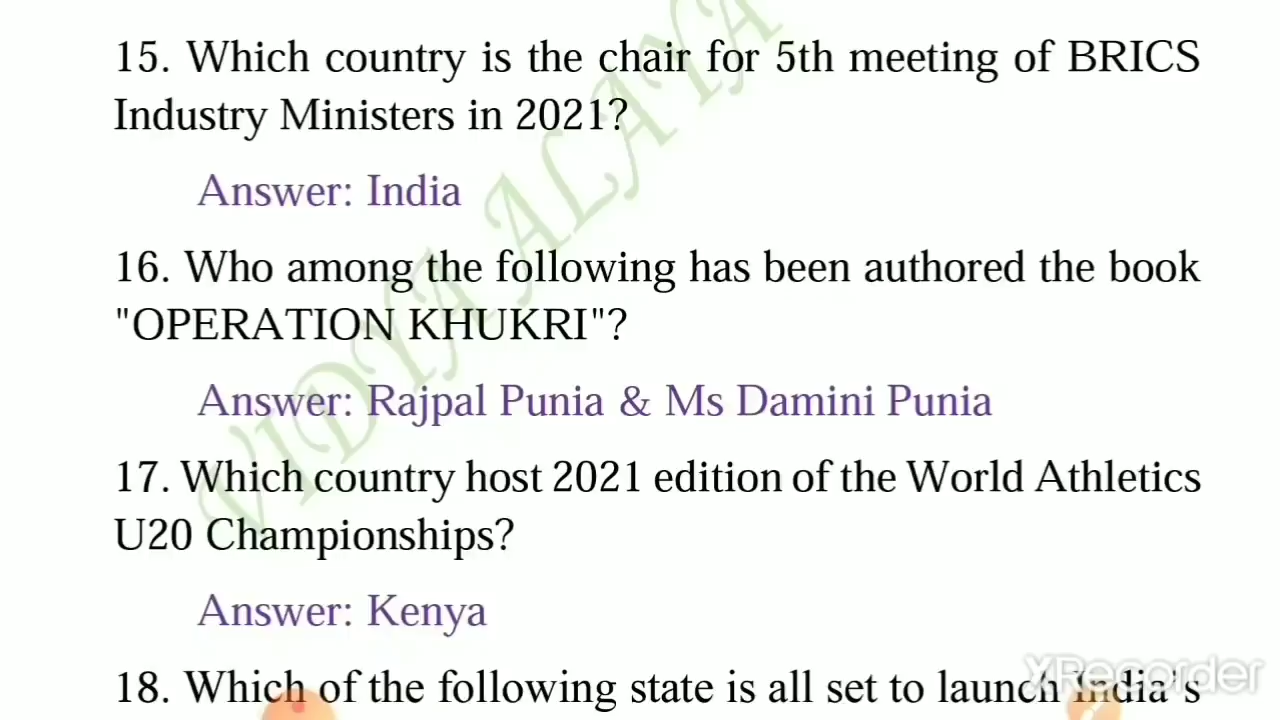 15. Which country is the chair for 5th meeting of BRICS
Industry Ministers in 2021?
Answer: India
16. Who among the following has been authored the book
"OPERATION KHUKRI"?
Answer: Rajpal Punia & Ms Damini Punia
17. Which country host 2021 edition of the World Athletics
U20 Championships?
Answer: Kenya
18. Which of the following state is all set to launch India's
VIDYA ALAYA
XRecorder